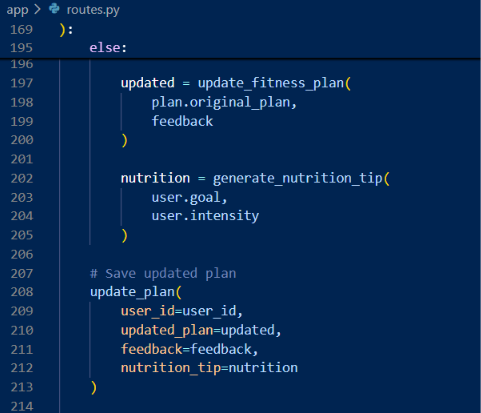 app > routes.py
169 ):
195 else:
196
197 updated = update_fitness_plan(
198 plan.original_plan,
199 feedback
200 )
201
202 nutrition = generate_nutrition_tip(
203 user.goal,
204 user.intensity
205 )
206
207 # Save updated plan
208 update_plan(
209 user_id=user_id,
210 updated_plan=updated,
211 feedback=feedback,
212 nutrition_tip=nutrition
213 )
214